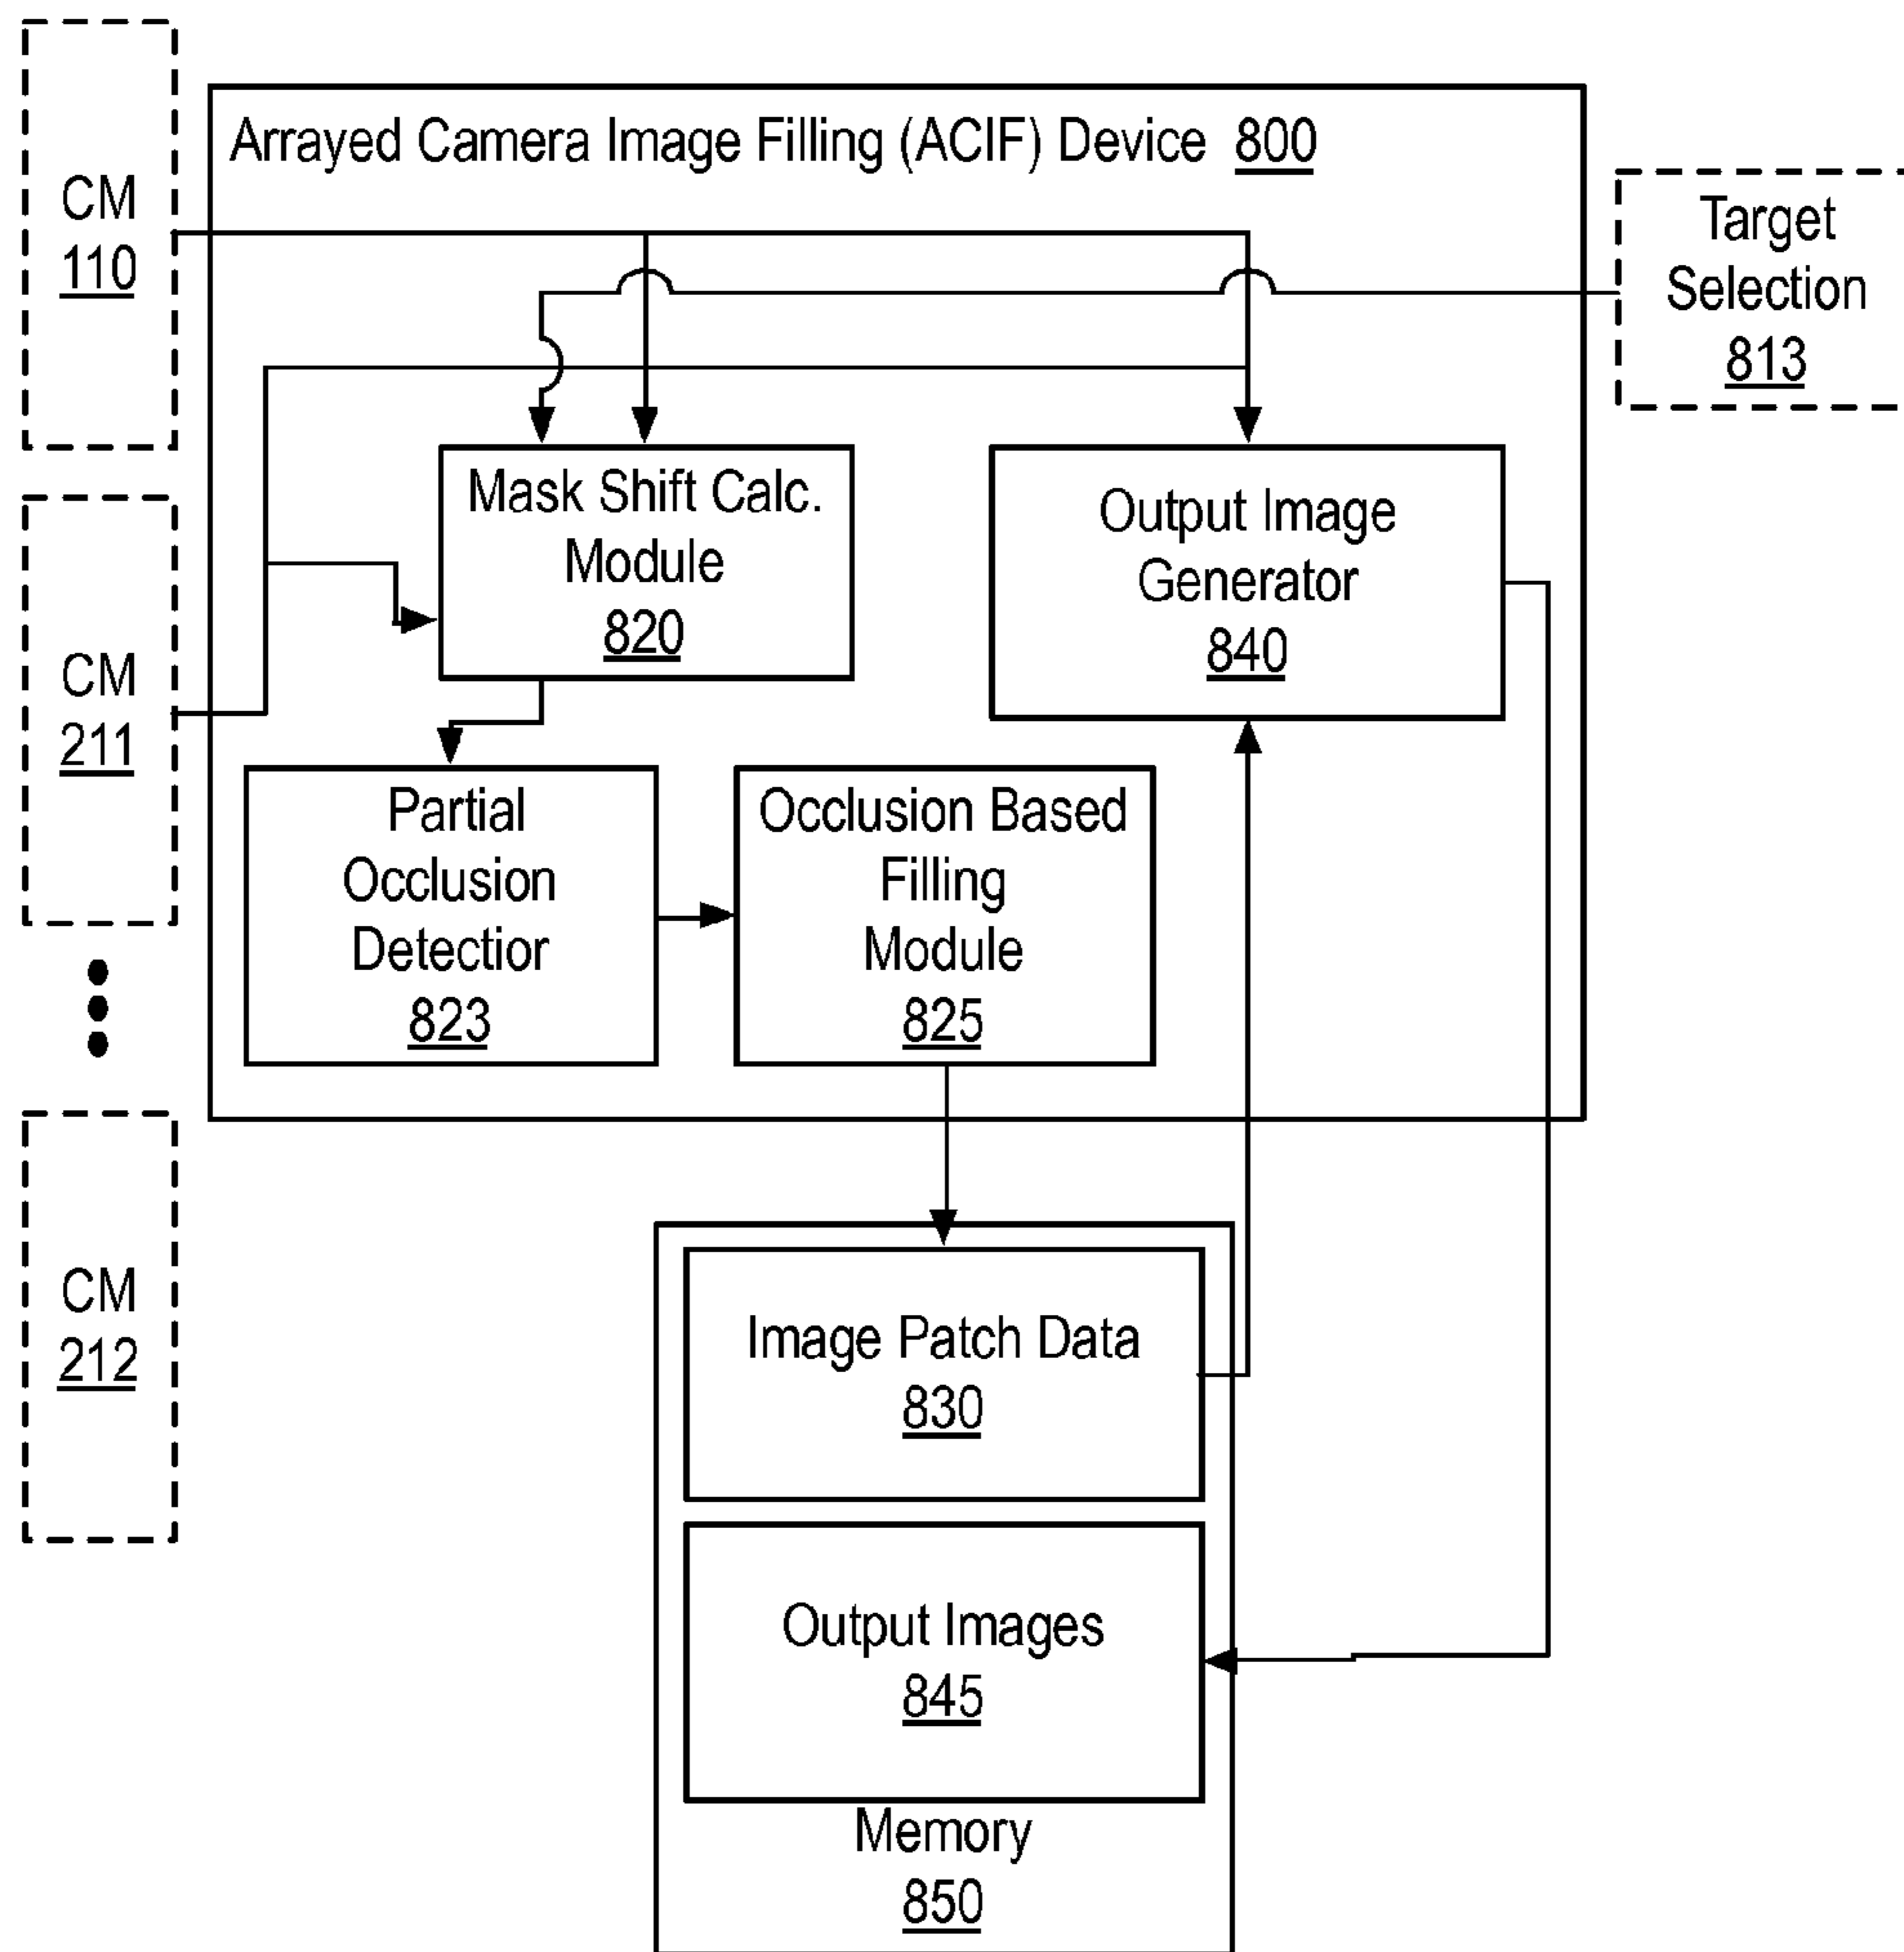 Arrayed Camera Image Filling (ACIF) Device 800
CM
110
Target
Selection
813
Mask Shift Calc.
Module
820
Output Image
Generator
840
CM
211
Partial
Occlusion
Detectior
823
Occlusion Based
Filling
Module
825
CM
212
Image Patch Data
830
Output Images
845
Memory
850